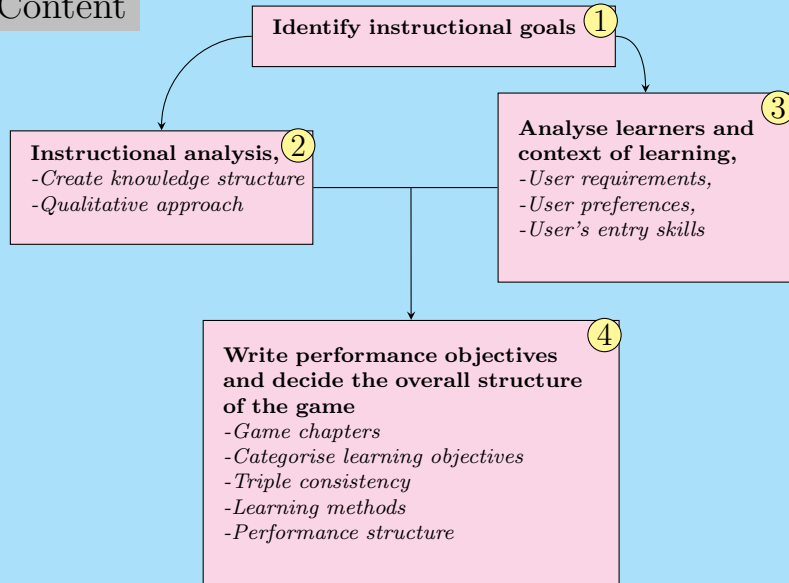 Content
Identify instructional goals
1
Instructional analysis,
2
-Create knowledge structure
-Qualitative approach
3
Analyse learners and
context of learning,
-User requirements,
-User preferences,
-User's entry skills
4
Write performance objectives
and decide the overall structure
of the game
-Game chapters
-Categorise learning objectives
-Triple consistency
-Learning methods
-Performance structure